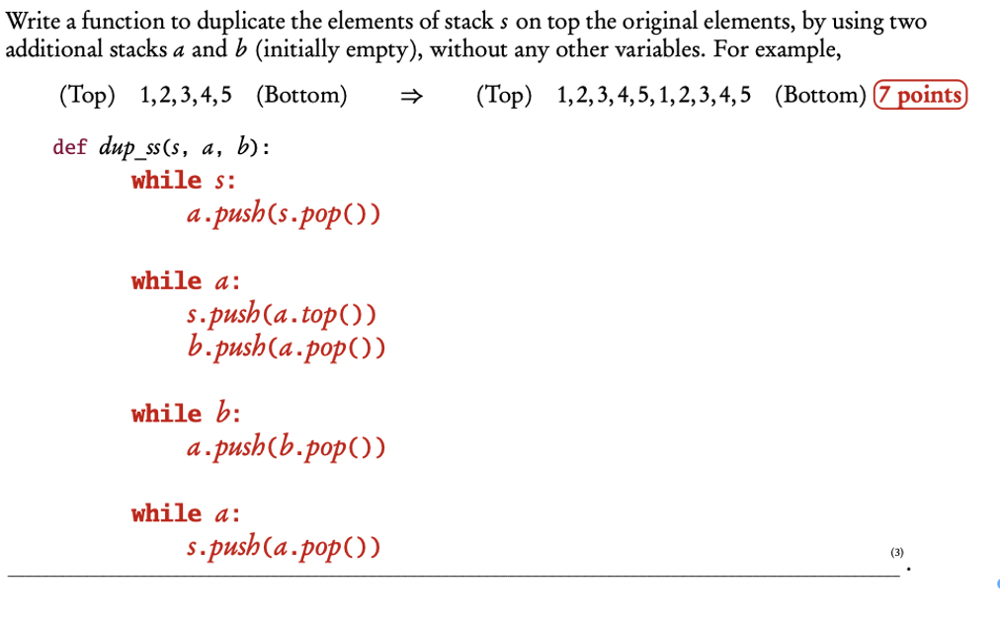 Write a function to duplicate the elements of stack s on top the original elements, by using two
additional stacks a and b (initially empty), without any other variables. For example,
(Top) 1,2,3,4,5 (Bottom) ⇒ (Top) 1,2,3,4,5,1,2,3,4,5 (Bottom) 7 points
def dup_ss(s, a, b):
while s:
a.push(s.pop())
while a:
s.push(a.top())
b.push(a.pop())
while b:
a.push(b.pop())
while a:
s.push(a.pop())
(3)
.